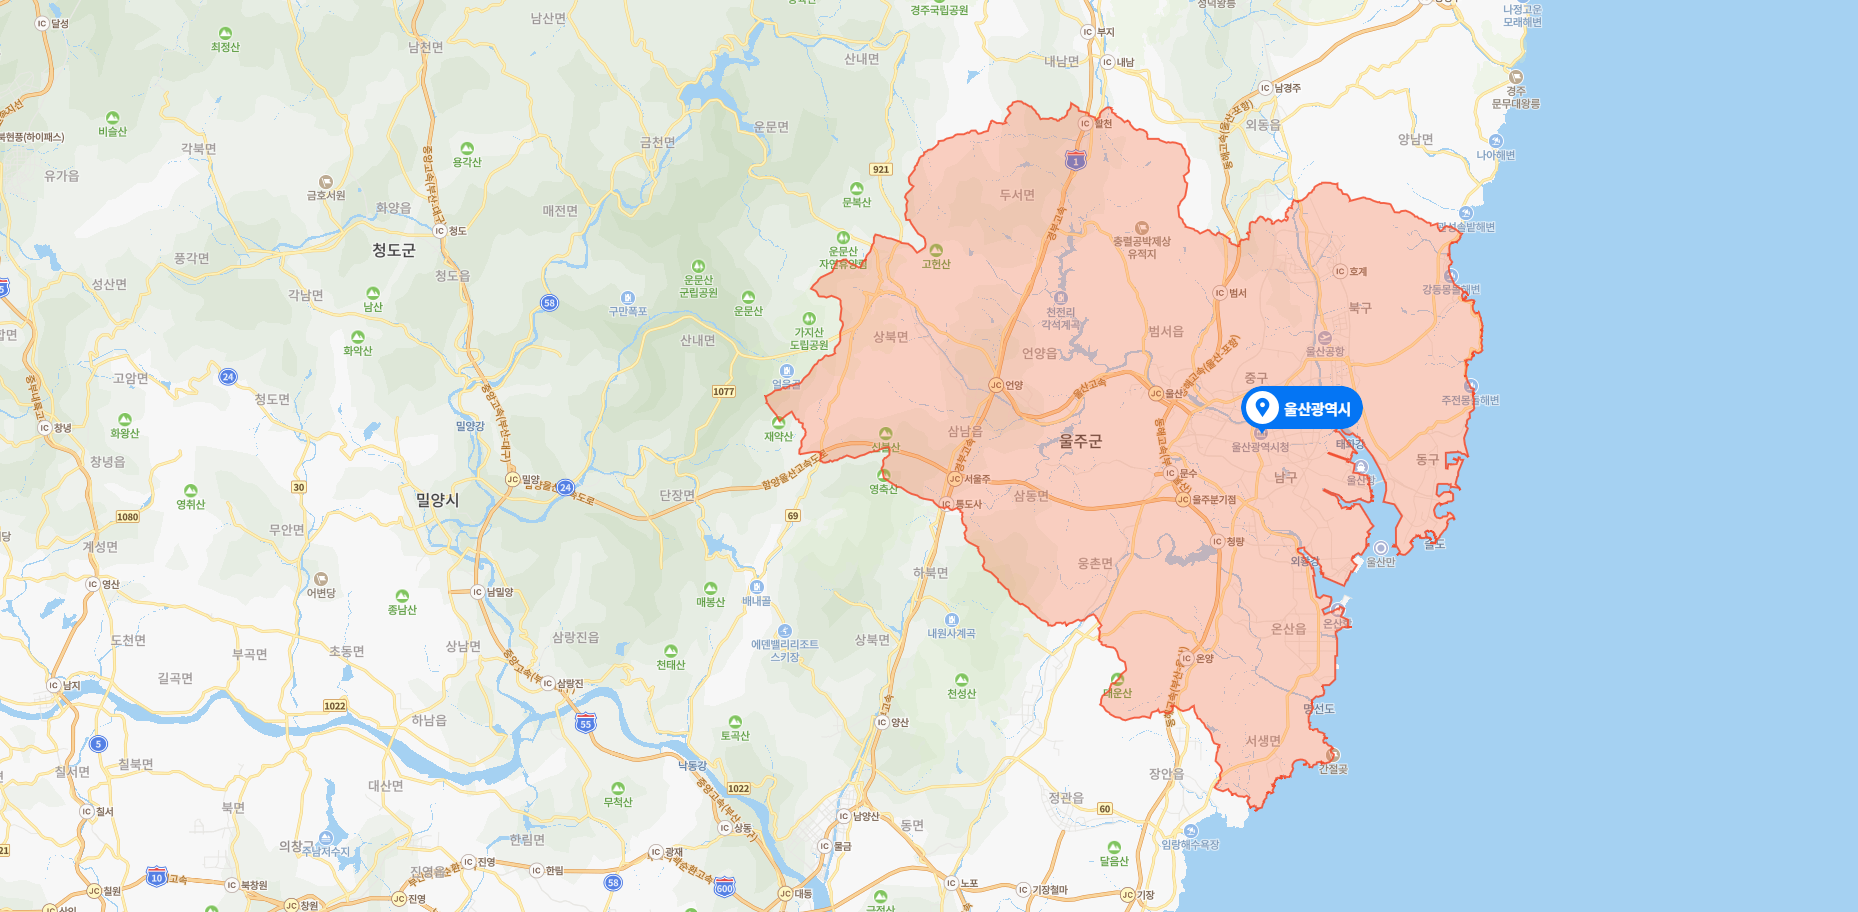 달성
남산면
경주국립공원
나정고운
모래해변
최정산
남천면
산내면
부지
내남면
내남
남경주
경주
문무대왕릉
비슬산
북현풍(하이패스)
운문면
외동읍
활천
양남면
나아해변
각북면
용각산
금천면
921
1
유가읍
금호서원
화양읍
매전면
문복산
두서면
청도
청도군
운문산
자연휴양림
고헌산
충렬공박제상
유적지
풍각면
청도읍
호계
성산면
각남면
남산
58
구만폭포
운문산
군립공원
운문산
천전리
각석계곡
범서
강동몽돌해변
북구
가지산
도립공원
상북면
범서읍
화악산
산내면
언양읍
울산공항
고암면
24
청도면
1077
얼음골
언양
울산고속
울산
중구
주전몽돌해변
화왕산
창녕
밀양강
재약산
신불산
삼남읍
울주군
울산광역시
울산광역시청
태화강
창녕읍
영취산
30
밀양
24
밀양시
단장면
영축산
서울주
삼동면
문수
남구
울산항
동구
통도사
울주분기점
1080
무안면
69
청량
계성면
하북면
웅촌면
외황강
울산만
영산
어변당
종남산
남밀양
매봉산
배내골
내원사계곡
온산읍
도천면
부곡면
초동면
상남면
삼랑진읍
에덴밸리리조트
스키장
상북면
천태산
온양
남지
길곡면
삼랑진
천성산
대운산
1022
하남읍
55
토곡산
양산
명선도
서생면
5
칠서면
칠북면
낙동강
간절곶
대산면
1022
무척산
장안읍
칠서
북면
정관읍
60
상동
남양산
동면
의창구
주남저수지
한림면
광재
물금
달음산
임랑해수욕장
진영읍
진영
한림
10
칠원
북창원
58
600
대동
노포
기장철마
기장
창원
진영
금정산